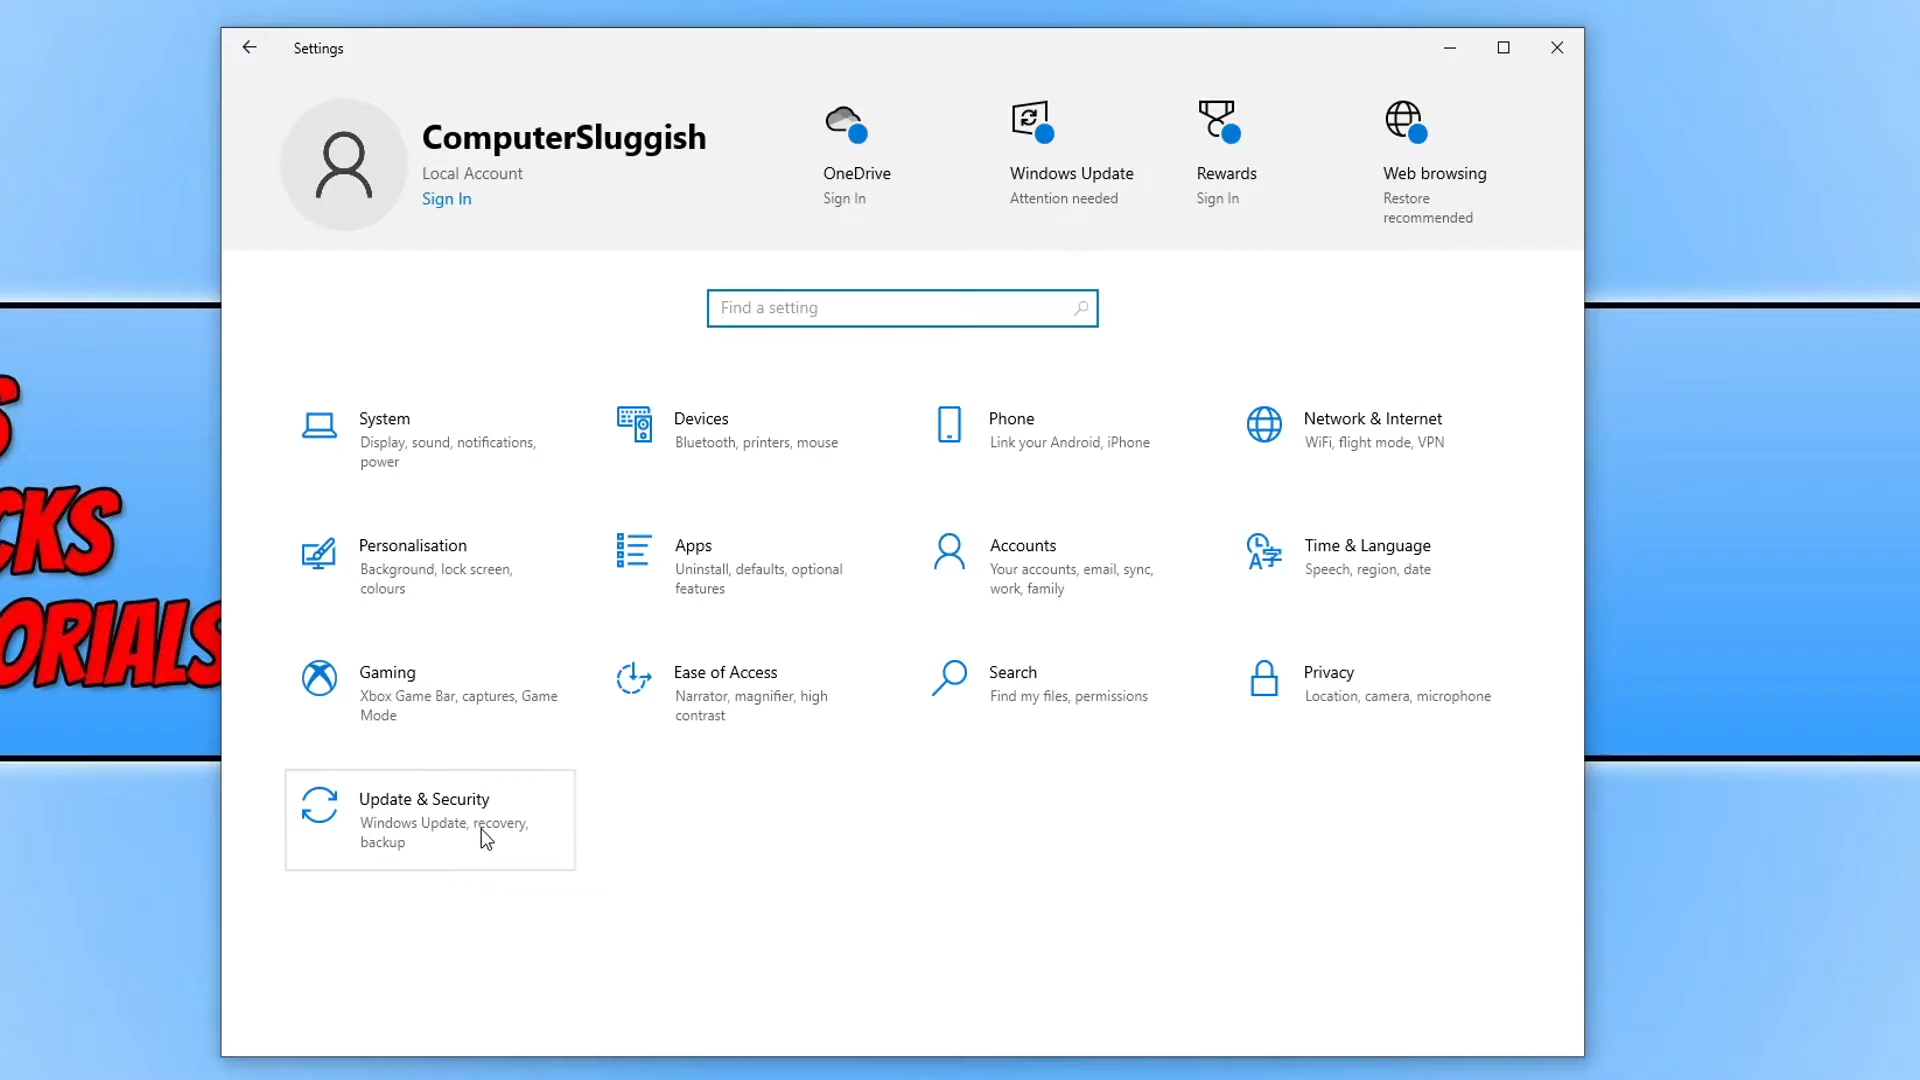 Settings
ComputerSluggish
Local Account
Sign In
OneDrive
Sign In
Windows Update
Attention needed
Rewards
Sign In
Web browsing
Restore
recommended
Find a setting
System
Display, sound, notifications,
power
Devices
Bluetooth, printers, mouse
Phone
Link your Android, iPhone
Network & Internet
WiFi, flight mode, VPN
Personalisation
Background, lock screen,
colours
Apps
Uninstall, defaults, optional
features
Accounts
Your accounts, email, sync,
work, family
Time & Language
Speech, region, date
Gaming
Xbox Game Bar, captures, Game
Mode
Ease of Access
Narrator, magnifier, high
contrast
Search
Find my files, permissions
Privacy
Location, camera, microphone
Update & Security
Windows Update, recovery,
backup